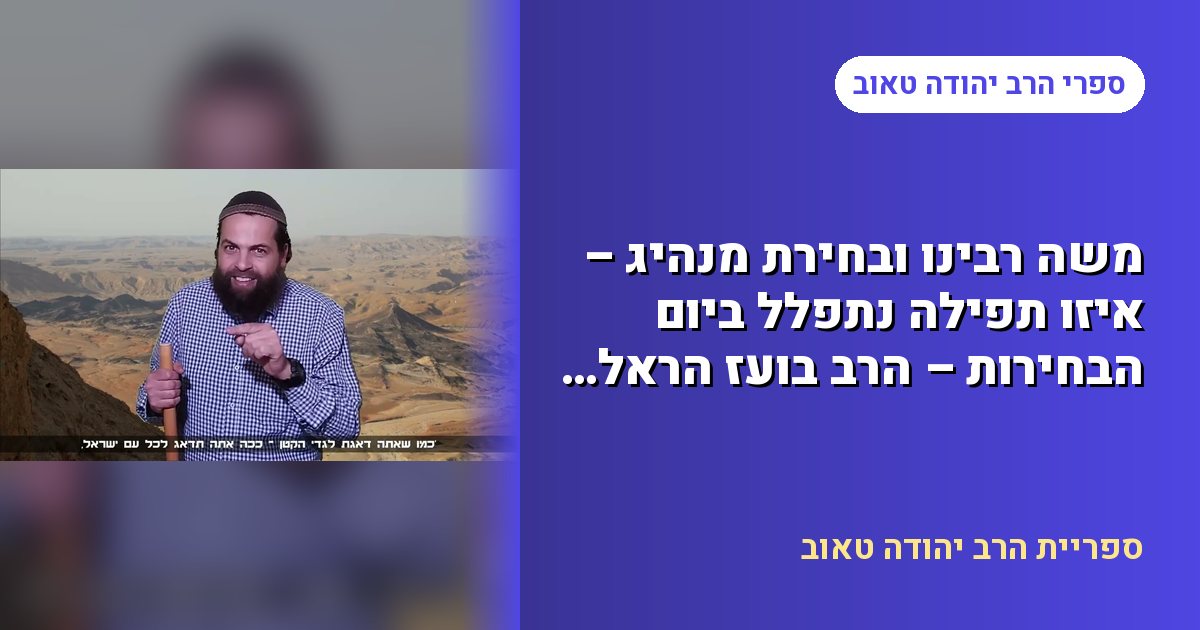 ספרי הרב יהודה טאוב
משה רבינו ובחירת מנהיג –
איזו תפילה נתפלל ביום
הבחירות – הרב בועז הראל...
ספריית הרב יהודה טאוב
'כמו שאתה דאגת לגדי הקטן - ככה אתה תדאג לכל עם ישראל.